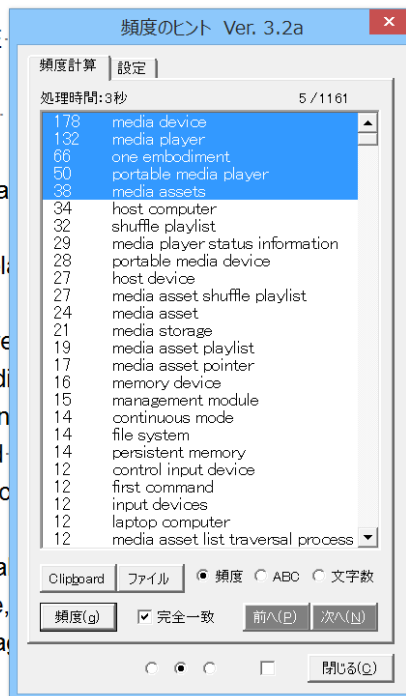 頻度のヒント Ver. 3.2a
頻度計算 設定
処理時間:3秒 5/1161
178 media device
132 media player
66 one embodiment
50 portable media player
38 media assets
34 host computer
32 shuffle playlist
29 media player status information
28 portable media device
27 host device
27 media asset shuffle playlist
24 media asset
21 media storage
19 media asset playlist
17 media asset pointer
16 memory device
15 management module
14 continuous mode
14 file system
14 persistent memory
12 control input device
12 first command
12 input devices
12 laptop computer
12 media asset list traversal process
Clipboard ファイル 頻度 ABC 文字数
頻度(g) 完全一致 前へ(P) 次へ(N)
閉じる(C)